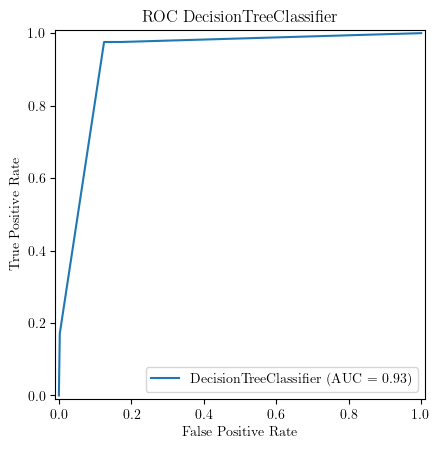 ROC DecisionTreeClassifier
1.0
0.8
0.6
0.4
0.2
0.0
True Positive Rate
DecisionTreeClassifier (AUC = 0.93)
0.0 0.2 0.4 0.6 0.8 1.0
False Positive Rate